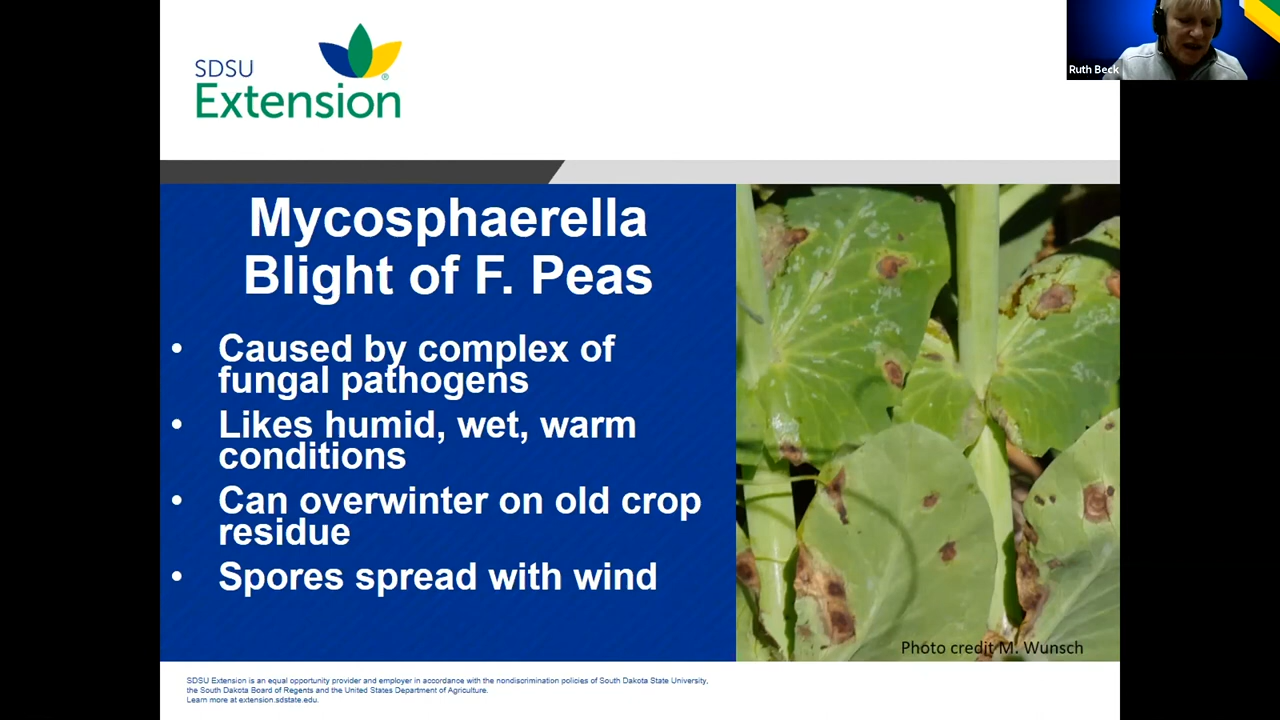 SDSU
Extension
®
Ruth Beck
Mycosphaerella
Blight of F. Peas
• Caused by complex of
fungal pathogens
• Likes humid, wet, warm
conditions
• Can overwinter on old crop
residue
• Spores spread with wind
Photo credit M. Wunsch
SDSU Extension is an equal opportunity provider and employer in accordance with the nondiscrimination policies of South Dakota State University,
the South Dakota Board of Regents and the United States Department of Agriculture.
Learn more at extension.sdstate.edu.